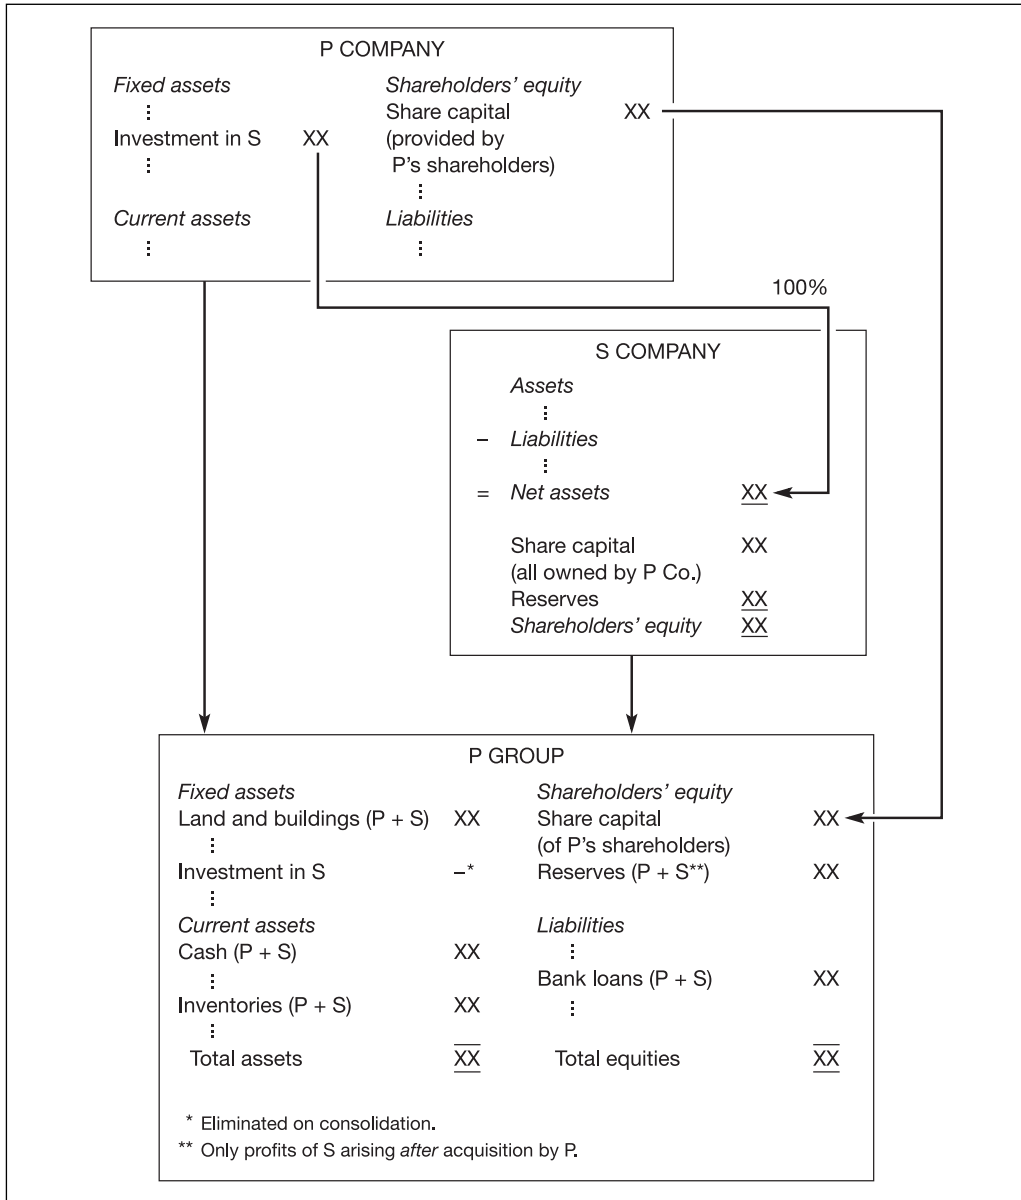 P COMPANY
Fixed assets
⋮
Investment in S XX
⋮
Current assets
⋮
Shareholders' equity
Share capital XX
(provided by
P's shareholders)
⋮
Liabilities
⋮
100%
S COMPANY
Assets
⋮
– Liabilities
⋮
= Net assets XX
Share capital XX
(all owned by P Co.)
Reserves XX
Shareholders' equity XX
P GROUP
Fixed assets
Land and buildings (P + S) XX
⋮
Investment in S –*
⋮
Current assets
Cash (P + S) XX
⋮
Inventories (P + S) XX
⋮
Total assets XX
Shareholders' equity
Share capital XX
(of P's shareholders)
Reserves (P + S**) XX
Liabilities
⋮
Bank loans (P + S) XX
⋮
Total equities XX
* Eliminated on consolidation.
** Only profits of S arising after acquisition by P.